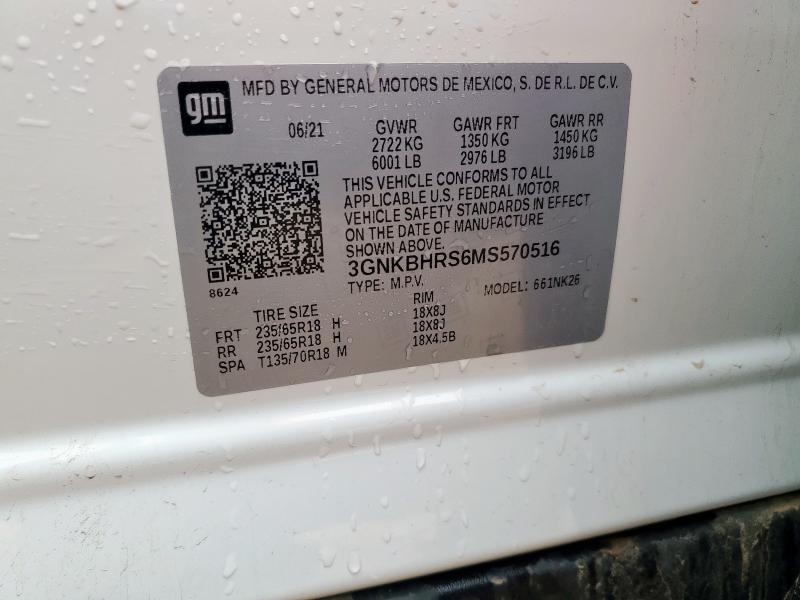 gm
MFD BY GENERAL MOTORS DE MEXICO, S. DE R.L. DE C.V.
06/21 GVWR GAWR FRT GAWR RR
2722 KG 1350 KG 1450 KG
6001 LB 2976 LB 3196 LB
THIS VEHICLE CONFORMS TO ALL
APPLICABLE U.S. FEDERAL MOTOR
VEHICLE SAFETY STANDARDS IN EFFECT
ON THE DATE OF MANUFACTURE
SHOWN ABOVE.
3GNKBHRS6MS570516
8624
TYPE: M.P.V. MODEL: 661NK26
TIRE SIZE RIM
FRT 235/65R18 H 18X8J
RR 235/65R18 H 18X8J
SPA T135/70R18 M 18X4.5B